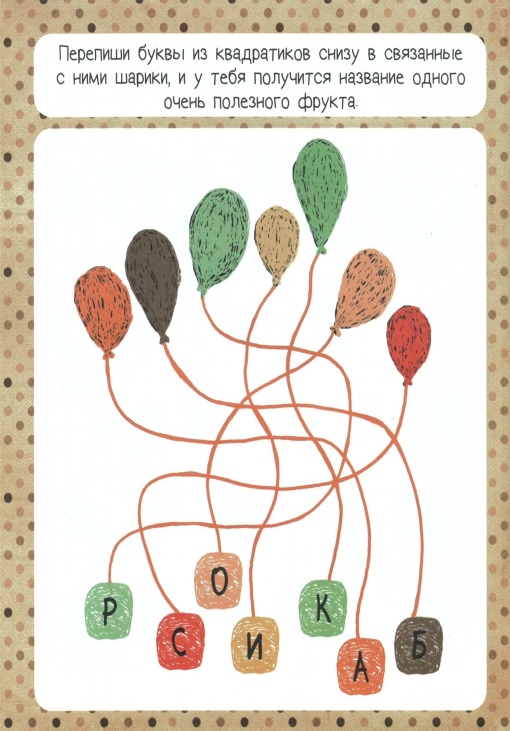 Перепиши буквы из квадратиков снизу в связанные
с ними шарики, и у тебя получится название одного
очень полезного фрукта.
О
Р К
С И А Б